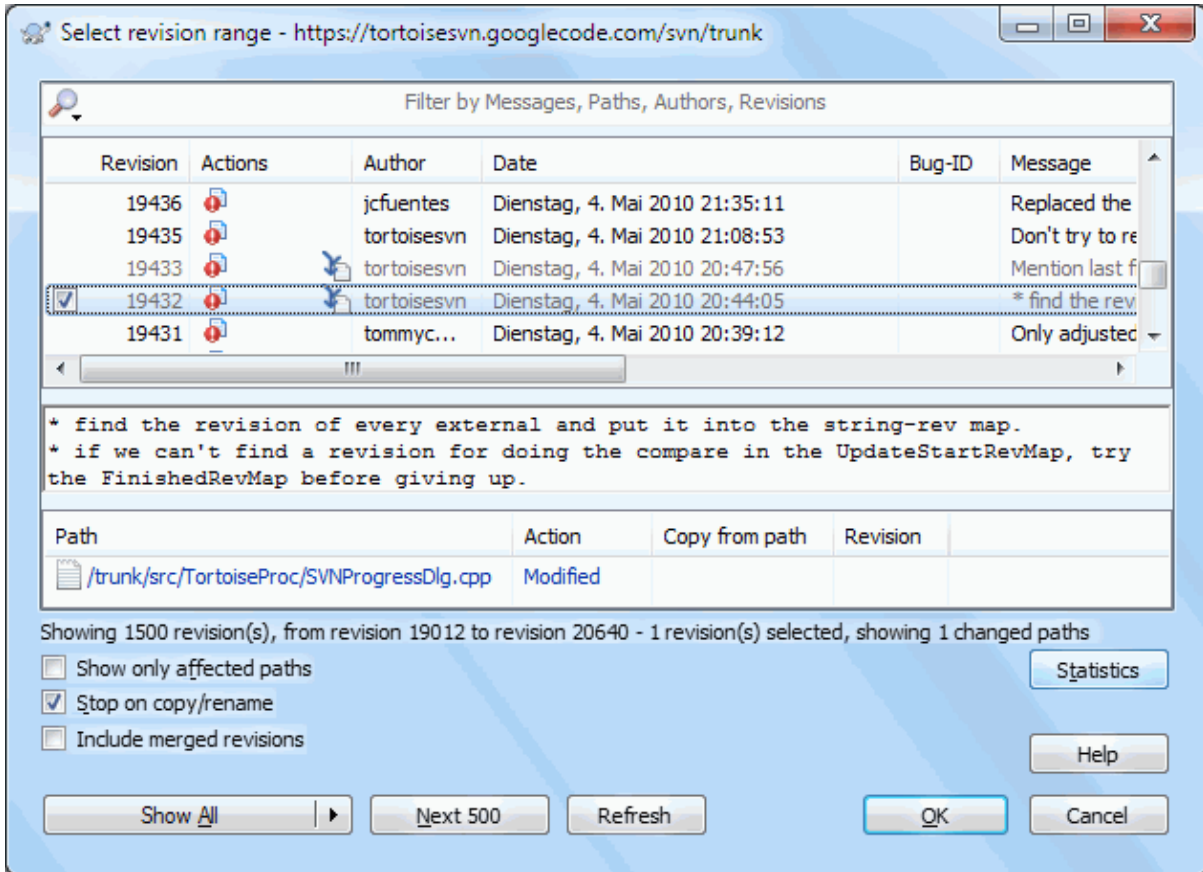 Select revision range - https://tortoisesvn.googlecode.com/svn/trunk
Filter by Messages, Paths, Authors, Revisions
Revision Actions Author Date Bug-ID Message
19436 jcfuentes Dienstag, 4. Mai 2010 21:35:11 Replaced the
19435 tortoisesvn Dienstag, 4. Mai 2010 21:08:53 Don't try to re
19433 tortoisesvn Dienstag, 4. Mai 2010 20:47:56 Mention last f
19432 tortoisesvn Dienstag, 4. Mai 2010 20:44:05 * find the rev
19431 tommyc... Dienstag, 4. Mai 2010 20:39:12 Only adjusted
* find the revision of every external and put it into the string-rev map.
* if we can't find a revision for doing the compare in the UpdateStartRevMap, try
the FinishedRevMap before giving up.
Path Action Copy from path Revision
/trunk/src/TortoiseProc/SVNProgressDlg.cpp Modified
Showing 1500 revision(s), from revision 19012 to revision 20640 - 1 revision(s) selected, showing 1 changed paths
Show only affected paths
Statistics
Stop on copy/rename
Include merged revisions
Help
Show All Next 500 Refresh OK Cancel